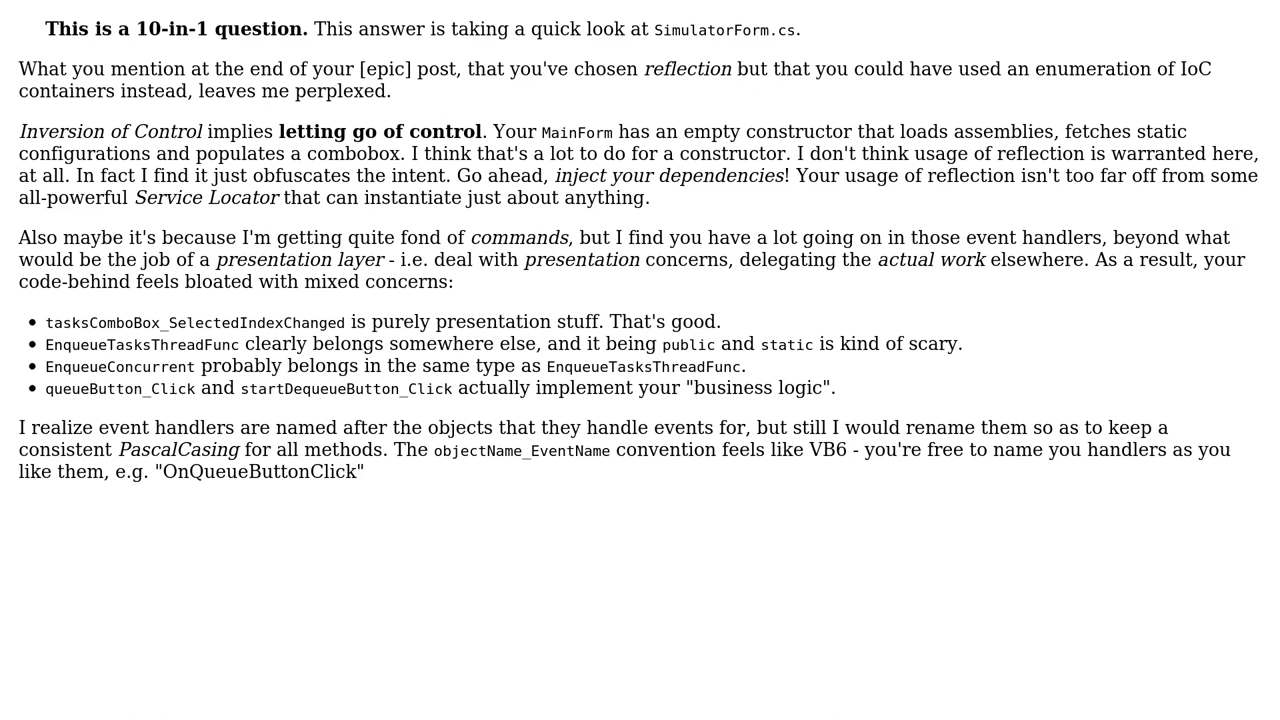 This is a 10-in-1 question. This answer is taking a quick look at SimulatorForm.cs.
What you mention at the end of your [epic] post, that you've chosen reflection but that you could have used an enumeration of IoC
containers instead, leaves me perplexed.
Inversion of Control implies letting go of control. Your MainForm has an empty constructor that loads assemblies, fetches static
configurations and populates a combobox. I think that's a lot to do for a constructor. I don't think usage of reflection is warranted here,
at all. In fact I find it just obfuscates the intent. Go ahead, inject your dependencies! Your usage of reflection isn't too far off from some
all-powerful Service Locator that can instantiate just about anything.
Also maybe it's because I'm getting quite fond of commands, but I find you have a lot going on in those event handlers, beyond what
would be the job of a presentation layer - i.e. deal with presentation concerns, delegating the actual work elsewhere. As a result, your
code-behind feels bloated with mixed concerns:
• tasksComboBox_SelectedIndexChanged is purely presentation stuff. That's good.
• EnqueueTasksThreadFunc clearly belongs somewhere else, and it being public and static is kind of scary.
• EnqueueConcurrent probably belongs in the same type as EnqueueTasksThreadFunc.
• queueButton_Click and startDequeueButton_Click actually implement your "business logic".
I realize event handlers are named after the objects that they handle events for, but still I would rename them so as to keep a
consistent PascalCasing for all methods. The objectName_EventName convention feels like VB6 - you're free to name you handlers as you
like them, e.g. "OnQueueButtonClick"